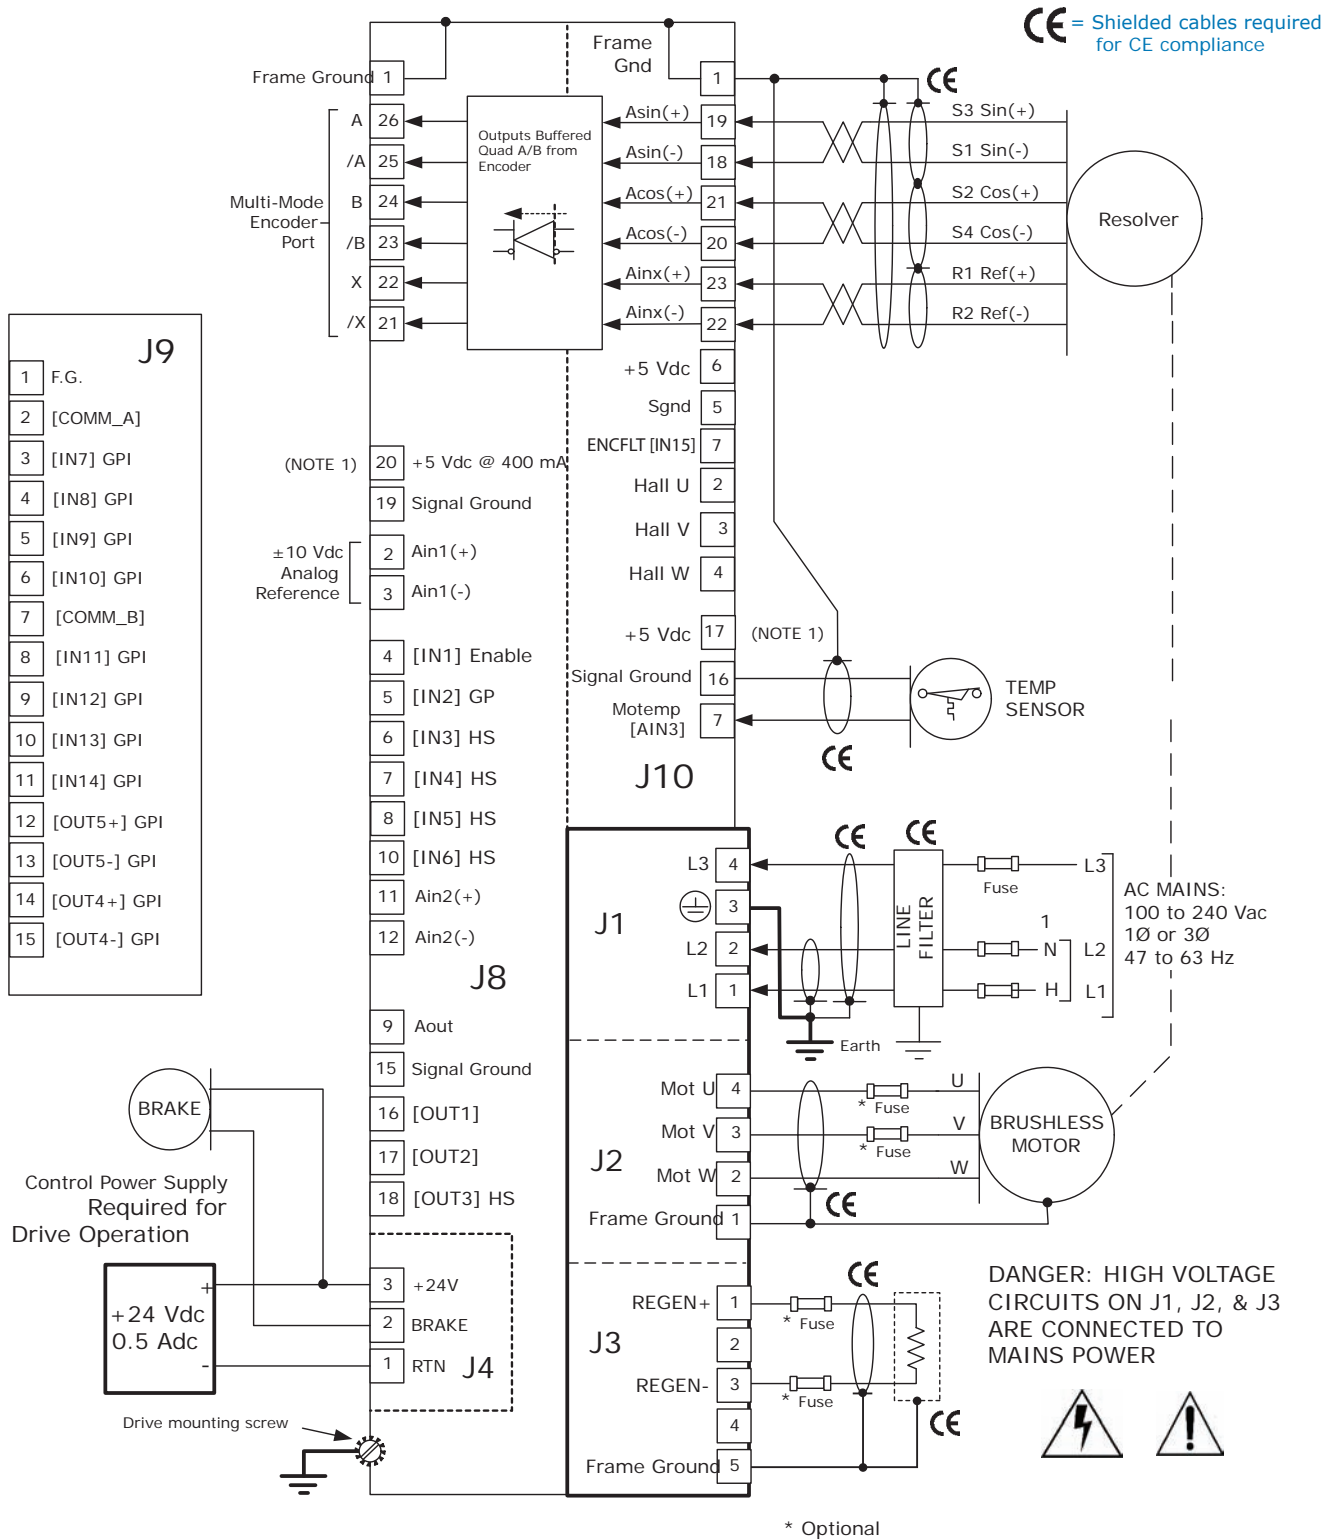 CE = Shielded cables required
for CE compliance
Frame Ground 1
A 26
/A 25
B 24
/B 23
X 22
/X 21
Multi-Mode
Encoder
Port
Outputs Buffered
Quad A/B from
Encoder
Frame
Gnd
1
CE
Asin(+) 19 S3 Sin(+)
Asin(-) 18 S1 Sin(-)
Acos(+) 21 S2 Cos(+)
Acos(-) 20 S4 Cos(-)
Ainx(+) 23 R1 Ref(+)
Ainx(-) 22 R2 Ref(-)
Resolver
J9
1 F.G.
2 [COMM_A]
3 [IN7] GPI
4 [IN8] GPI
5 [IN9] GPI
6 [IN10] GPI
7 [COMM_B]
8 [IN11] GPI
9 [IN12] GPI
10 [IN13] GPI
11 [IN14] GPI
12 [OUT5+] GPI
13 [OUT5-] GPI
14 [OUT4+] GPI
15 [OUT4-] GPI
(NOTE 1) 20 +5 Vdc @ 400 mA
19 Signal Ground
±10 Vdc
Analog
Reference
2 Ain1(+)
3 Ain1(-)
4 [IN1] Enable
5 [IN2] GP
6 [IN3] HS
7 [IN4] HS
8 [IN5] HS
10 [IN6] HS
11 Ain2(+)
12 Ain2(-)
J8
9 Aout
15 Signal Ground
16 [OUT1]
17 [OUT2]
18 [OUT3] HS
+5 Vdc 6
Sgnd 5
ENCFLT [IN15] 7
Hall U 2
Hall V 3
Hall W 4
+5 Vdc 17 (NOTE 1)
Signal Ground 16
Motemp
[AIN3]
7
J10
CE
TEMP
SENSOR
BRAKE
Control Power Supply
Required for
Drive Operation
+
+24 Vdc
0.5 Adc
-
3 +24V
2 BRAKE
1 RTN
J4
Drive mounting screw
J1
L3 4
3
L2 2
L1 1
CE
CE
LINE
FILTER
Fuse
L3
1
N L2
H L1
AC MAINS:
100 to 240 Vac
1Ø or 3Ø
47 to 63 Hz
Earth
J2
Mot U 4
Mot V 3
Mot W 2
Frame Ground 1
* Fuse
* Fuse
U
V
W
CE
BRUSHLESS
MOTOR
J3
REGEN+ 1
2
REGEN- 3
4
Frame Ground 5
* Fuse
* Fuse
CE
CE
DANGER: HIGH VOLTAGE
CIRCUITS ON J1, J2, & J3
ARE CONNECTED TO
MAINS POWER
* Optional